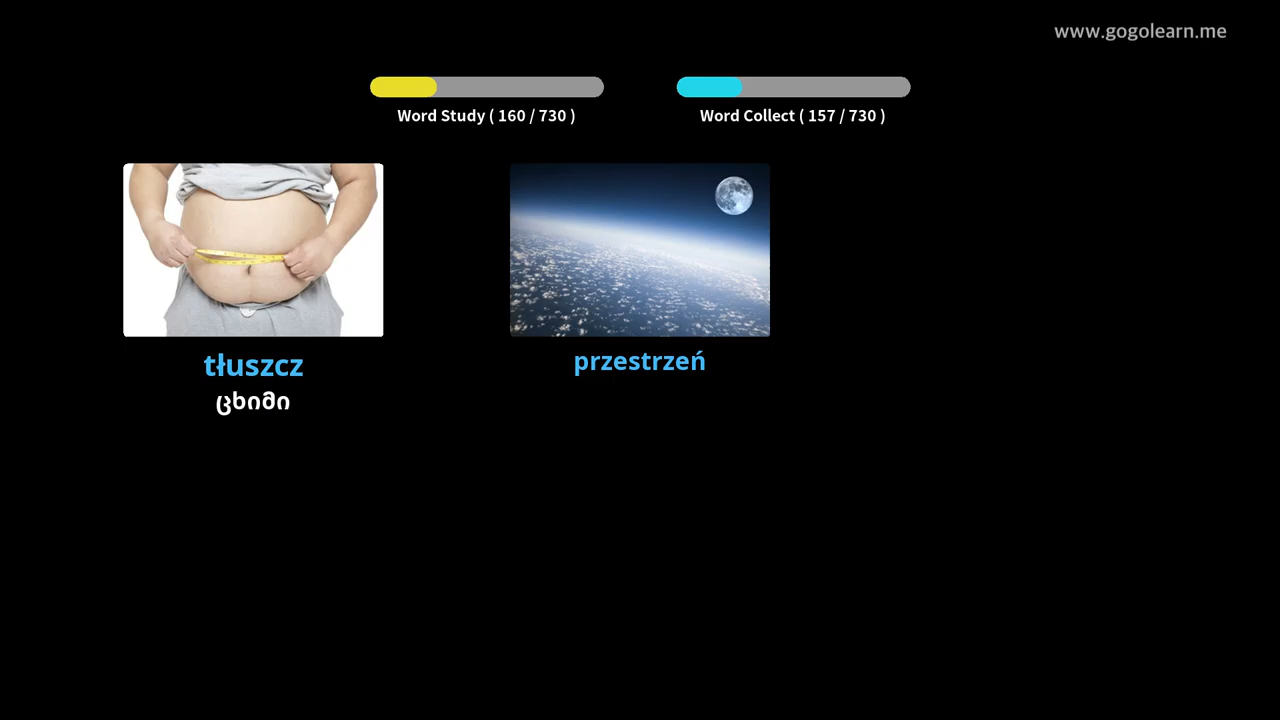 www.gogolearn.me
Word Study ( 160 / 730 )
Word Collect ( 157 / 730 )
tłuszcz
ცხიმი
przestrzeń